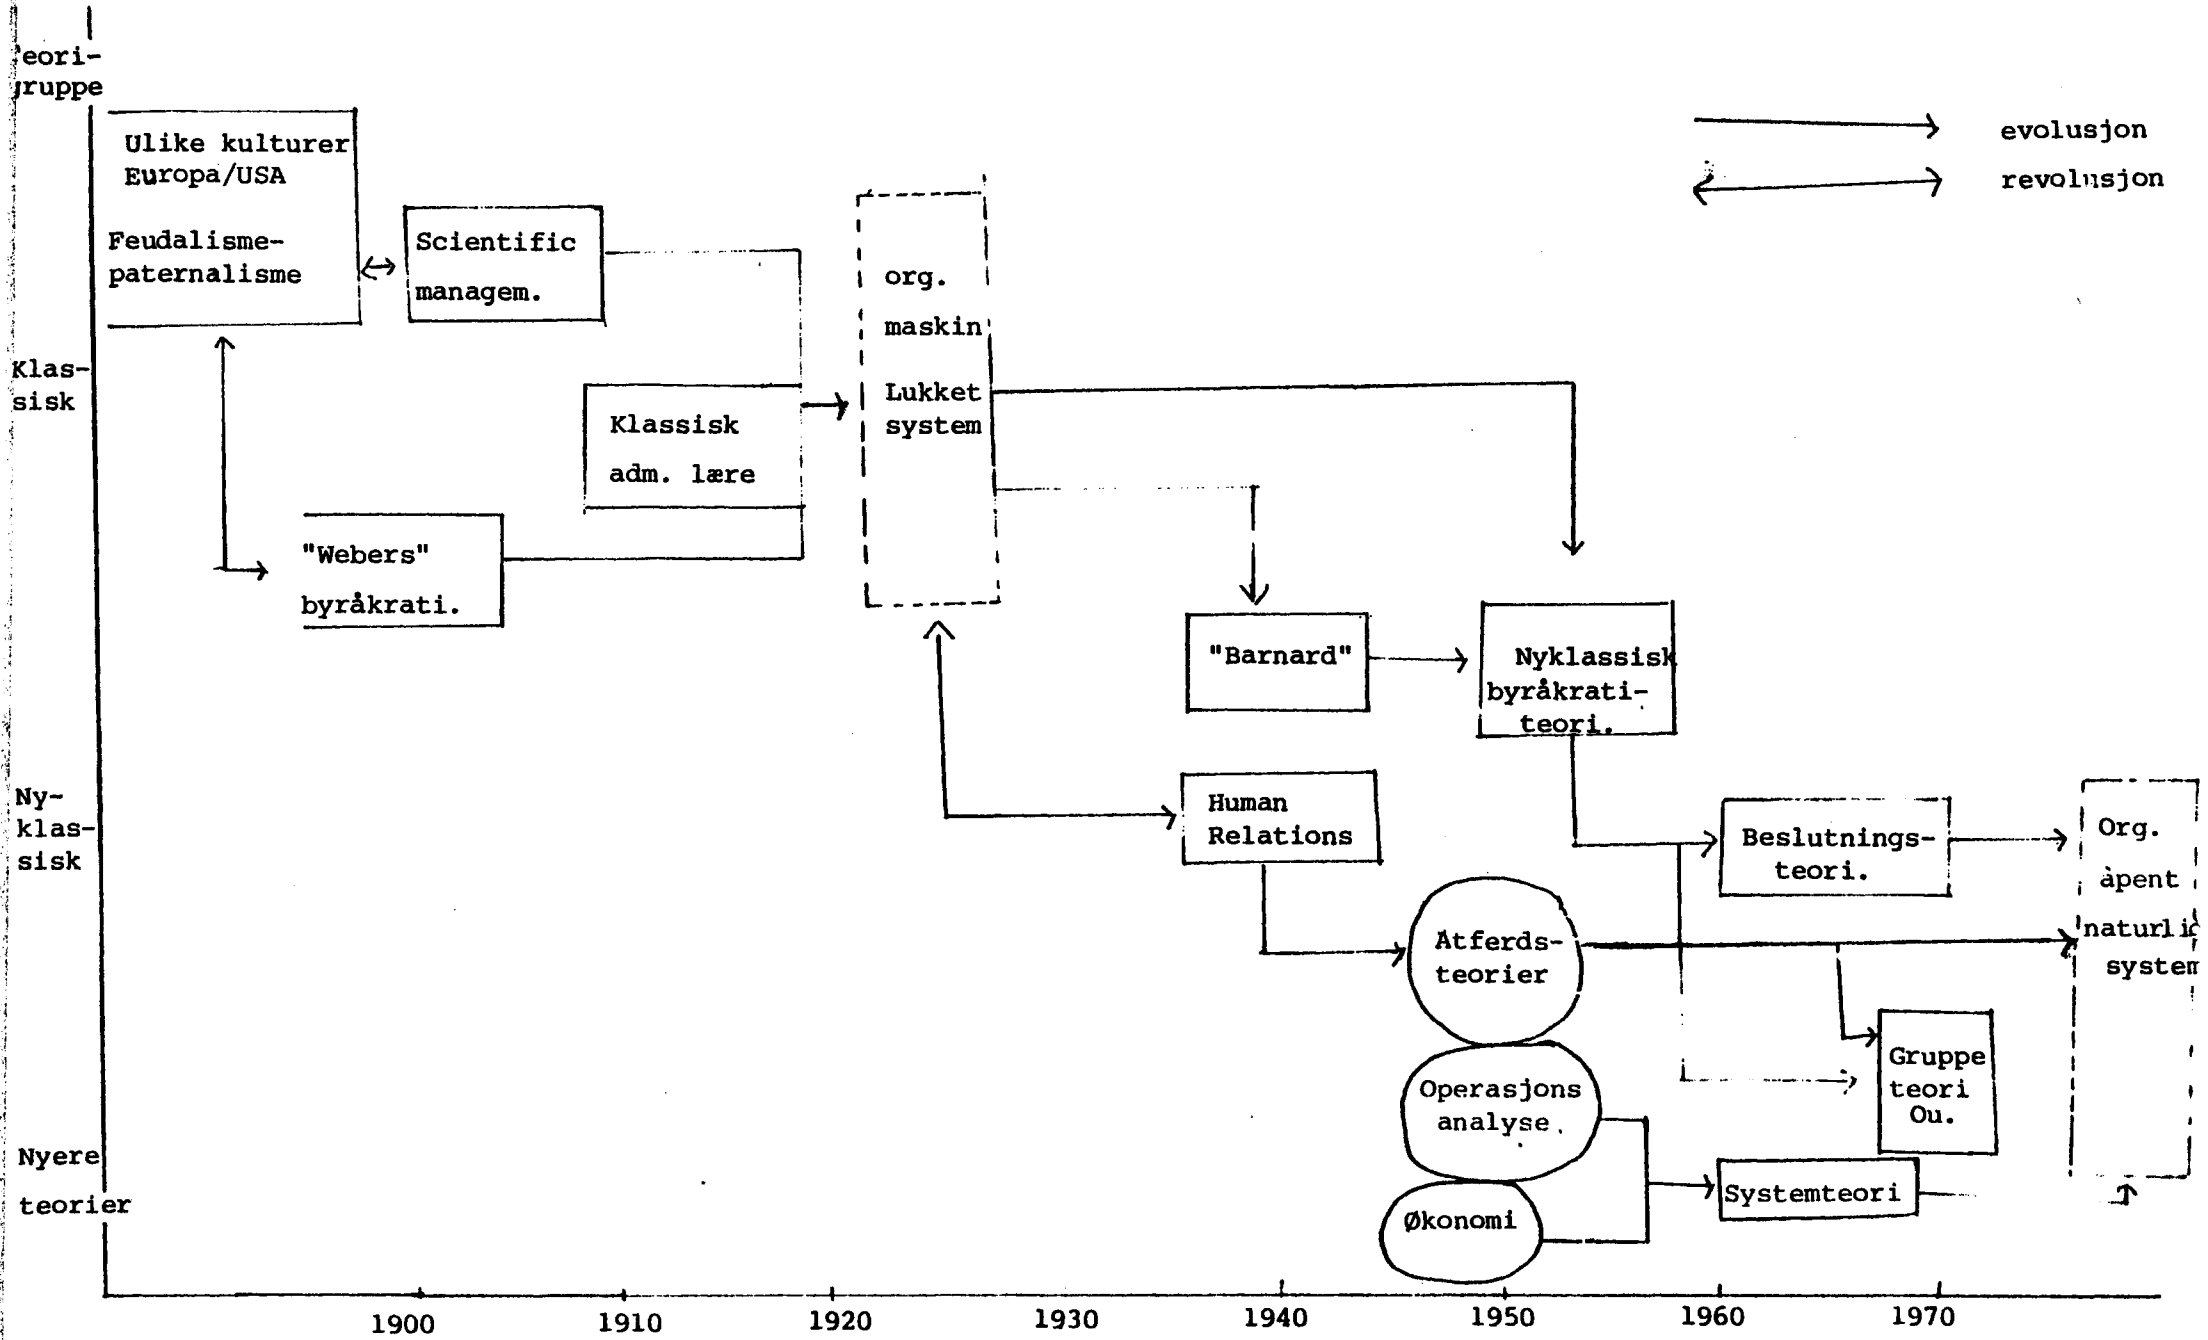 eori-
gruppe
Ulike kulturer
Europa/USA
Feudalisme-
paternalisme
Scientific
managem.
org.
maskin
Lukket
system
evolusjon
revolusjon
Klas-
sisk
Klassisk
adm. lære
"Webers"
byråkrati.
"Barnard"
Nyklassisk
byråkrati-
teori.
Ny-
klas-
sisk
Human
Relations
Beslutnings-
teori.
Org.
åpent
naturlig
system
Atferds-
teorier
Operasjons
analyse.
Økonomi
Gruppe
teori
Ou.
Systemteori
Nyere
teorier
1900
1910
1920
1930
1940
1950
1960
1970